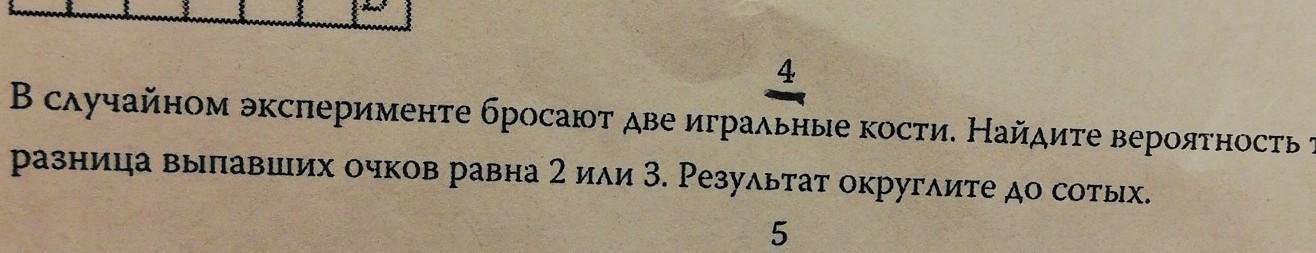 4
В случайном эксперименте бросают две игральные кости. Найдите вероятность
разница выпавших очков равна 2 или 3. Результат округлите до сотых.
5